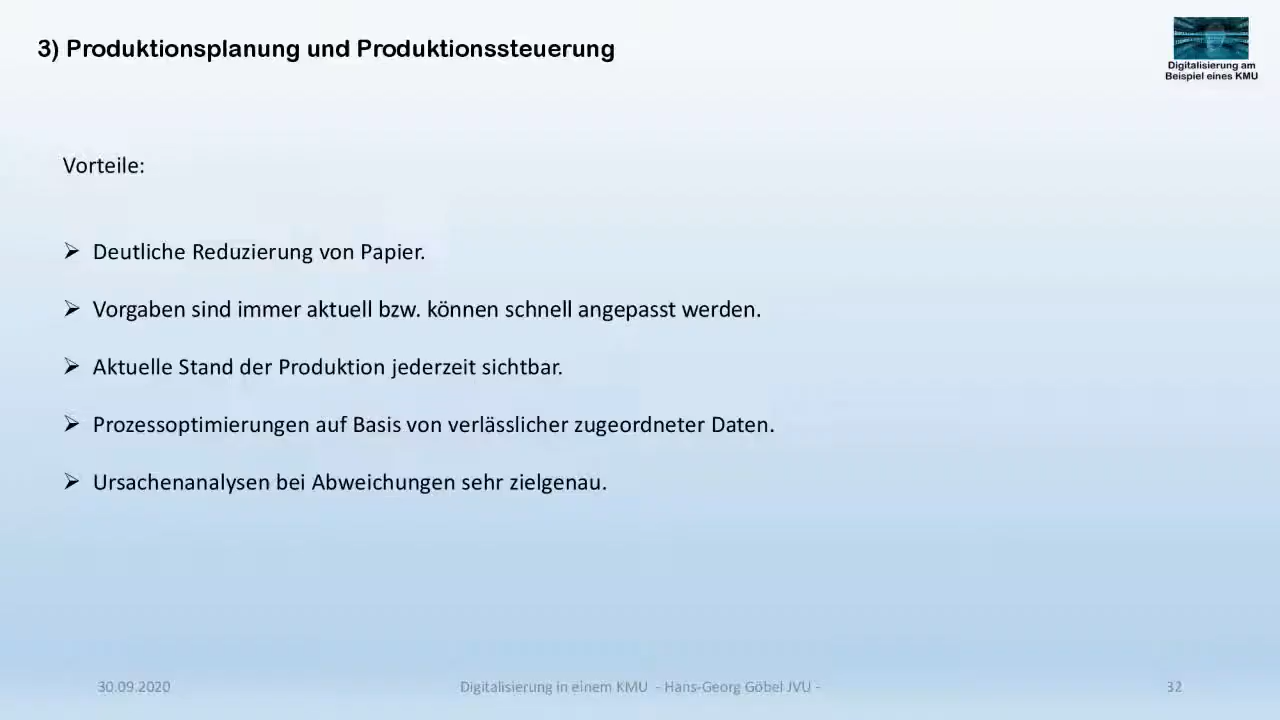 3) Produktionsplanung und Produktionssteuerung
Digitalisierung am
Beispiel eines KMU
Vorteile:
Deutliche Reduzierung von Papier.
Vorgaben sind immer aktuell bzw. können schnell angepasst werden.
Aktuelle Stand der Produktion jederzeit sichtbar.
Prozessoptimierungen auf Basis von verlässlicher zugeordneter Daten.
Ursachenanalysen bei Abweichungen sehr zielgenau.
30.09.2020 Digitalisierung in einem KMU - Hans-Georg Göbel JVU - 32